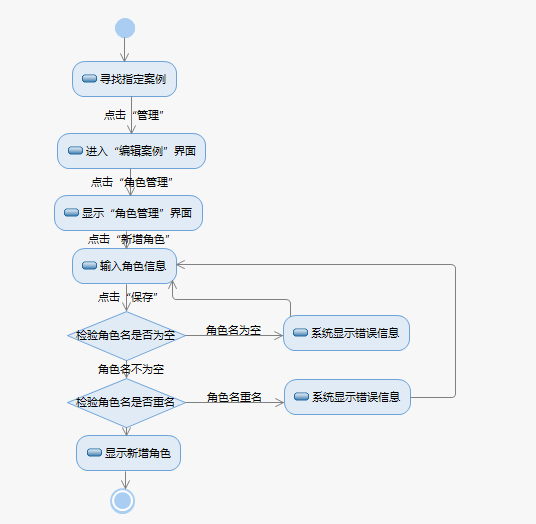 寻找指定案例
点击“管理”
进入“编辑案例”界面
点击“角色管理”
显示“角色管理”界面
点击“新增角色”
输入角色信息
点击“保存”
检验角色名是否为空
角色名为空
系统显示错误信息
角色名不为空
检验角色名是否重名
角色名重名
系统显示错误信息
显示新增角色